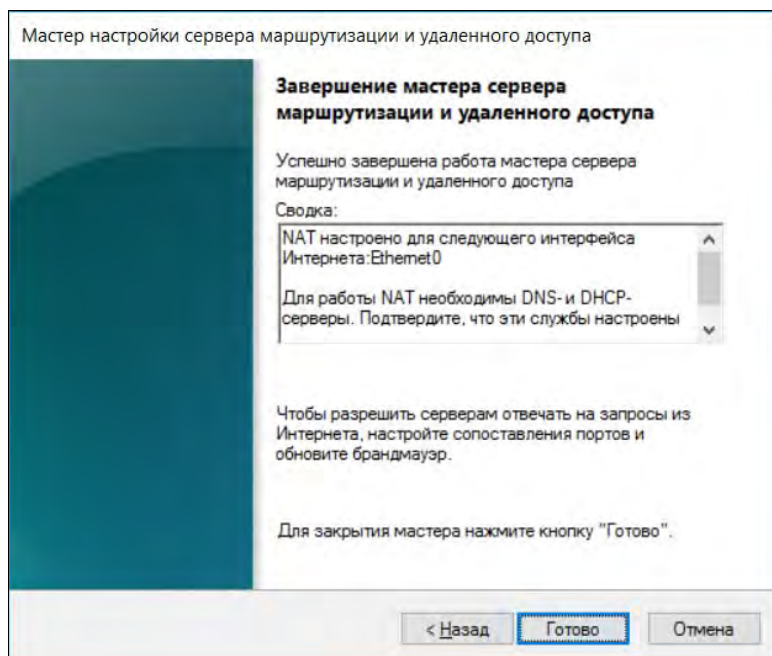 Мастер настройки сервера маршрутизации и удаленного доступа
Завершение мастера сервера
маршрутизации и удаленного доступа
Успешно завершена работа мастера сервера
маршрутизации и удаленного доступа
Сводка:
NAT настроено для следующего интерфейса
Интернета:Ethernet0
Для работы NAT необходимы DNS- и DHCP-
серверы. Подтвердите, что эти службы настроены
Чтобы разрешить серверам отвечать на запросы из
Интернета, настройте сопоставления портов и
обновите брандмауэр.
Для закрытия мастера нажмите кнопку "Готово".
< Назад Готово Отмена